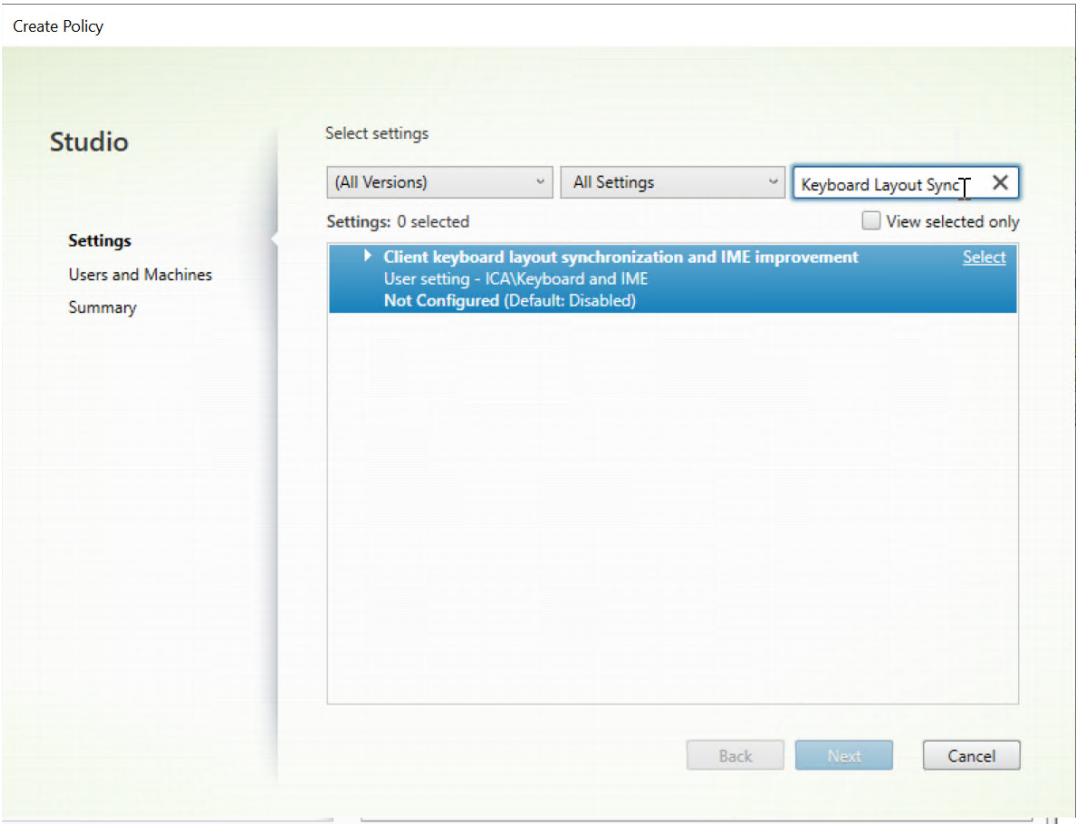 Create Policy
Studio
Settings
Users and Machines
Summary
Select settings
(All Versions) All Settings Keyboard Layout Sync
Settings: 0 selected View selected only
Client keyboard layout synchronization and IME improvement Select
User setting - ICA\Keyboard and IME
Not Configured (Default: Disabled)
Back Next Cancel